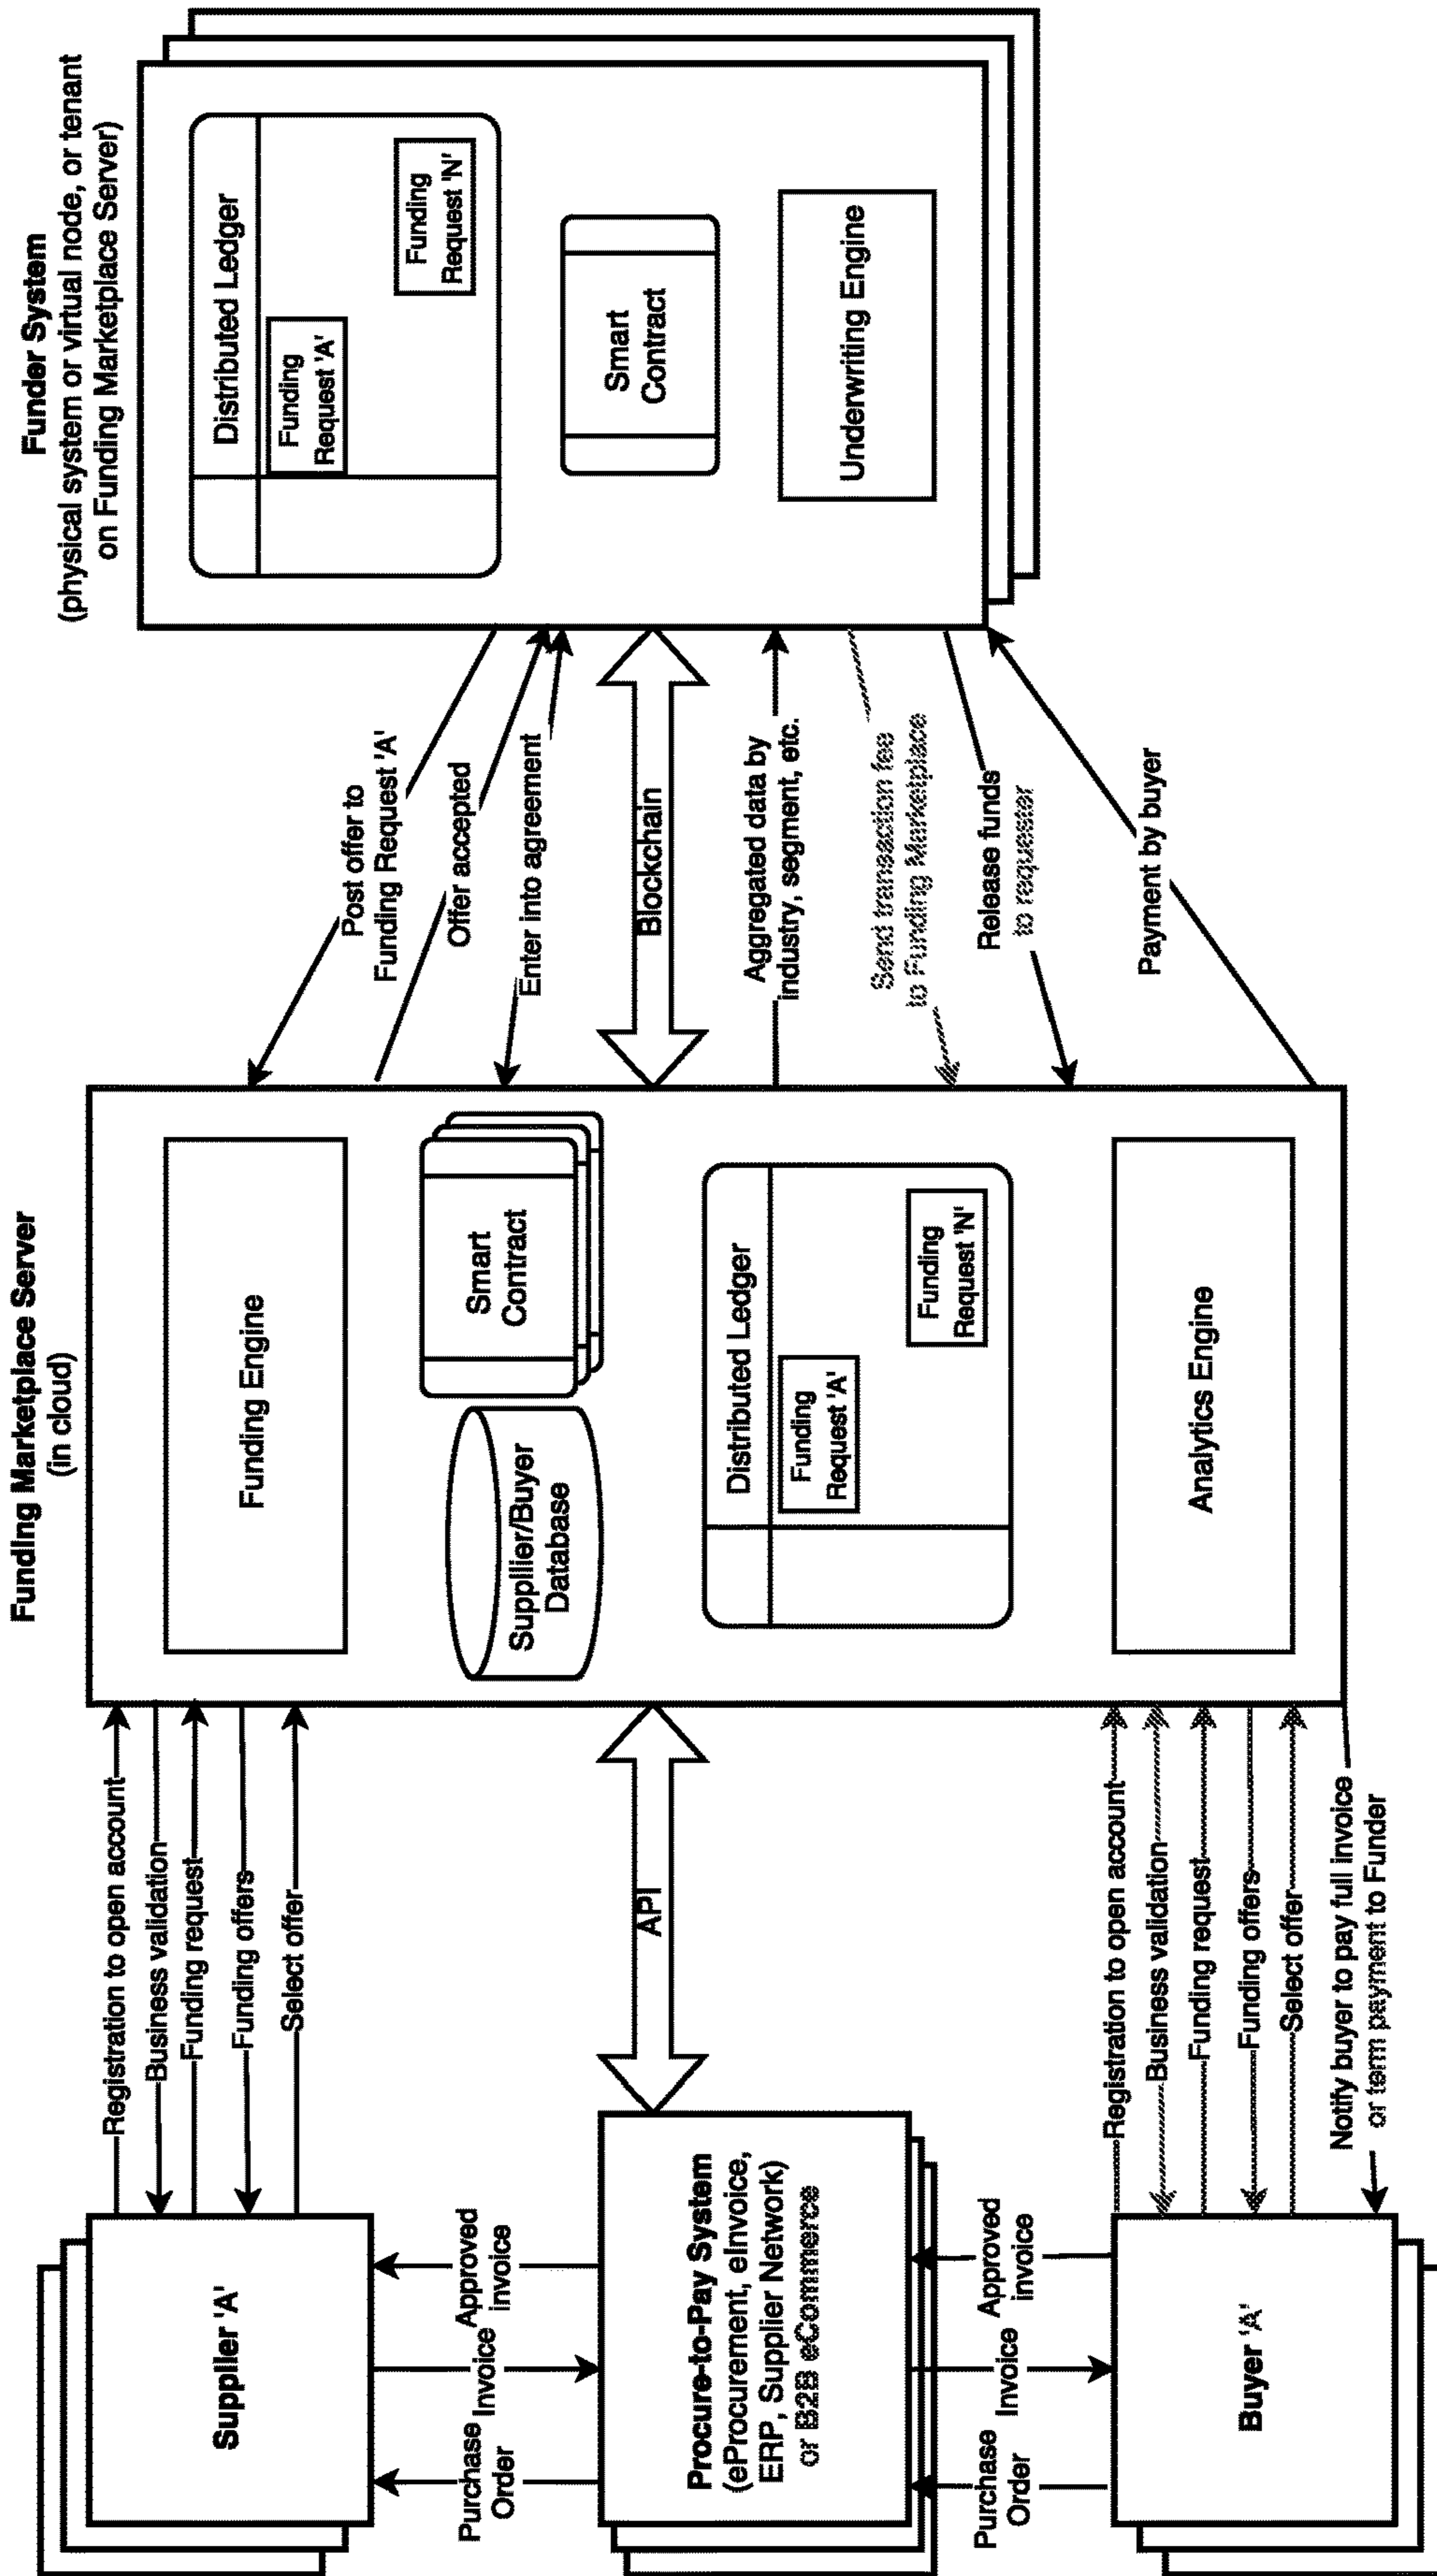 Supplier 'A'
Purchase
Order
Invoice
Approved
invoice
Procure-to-Pay System
(eProcurement, eInvoice,
ERP, Supplier Network)
or B2B eCommerce
Purchase
Order
Invoice
Approved
invoice
Buyer 'A'
Registration to open account
Business validation
Funding request
Funding offers
Select offer
API
Registration to open account
Business validation
Funding request
Funding offers
Select offer
Notify buyer to pay full invoice
or term payment to Funder
Funding Marketplace Server
(in cloud)
Funding Engine
Supplier/Buyer
Database
Smart
Contract
Distributed Ledger
Funding
Request 'A'
Funding
Request 'N'
Analytics Engine
Post offer to
Funding Request 'A'
Offer accepted
Enter into agreement
Blockchain
Aggregated data by
industry, segment, etc.
Send transaction fee
to Funding Marketplace
Release funds
to requester
Payment by buyer
Funder System
(physical system or virtual node, or tenant
on Funding Marketplace Server)
Distributed Ledger
Funding
Request 'A'
Funding
Request 'N'
Smart
Contract
Underwriting Engine